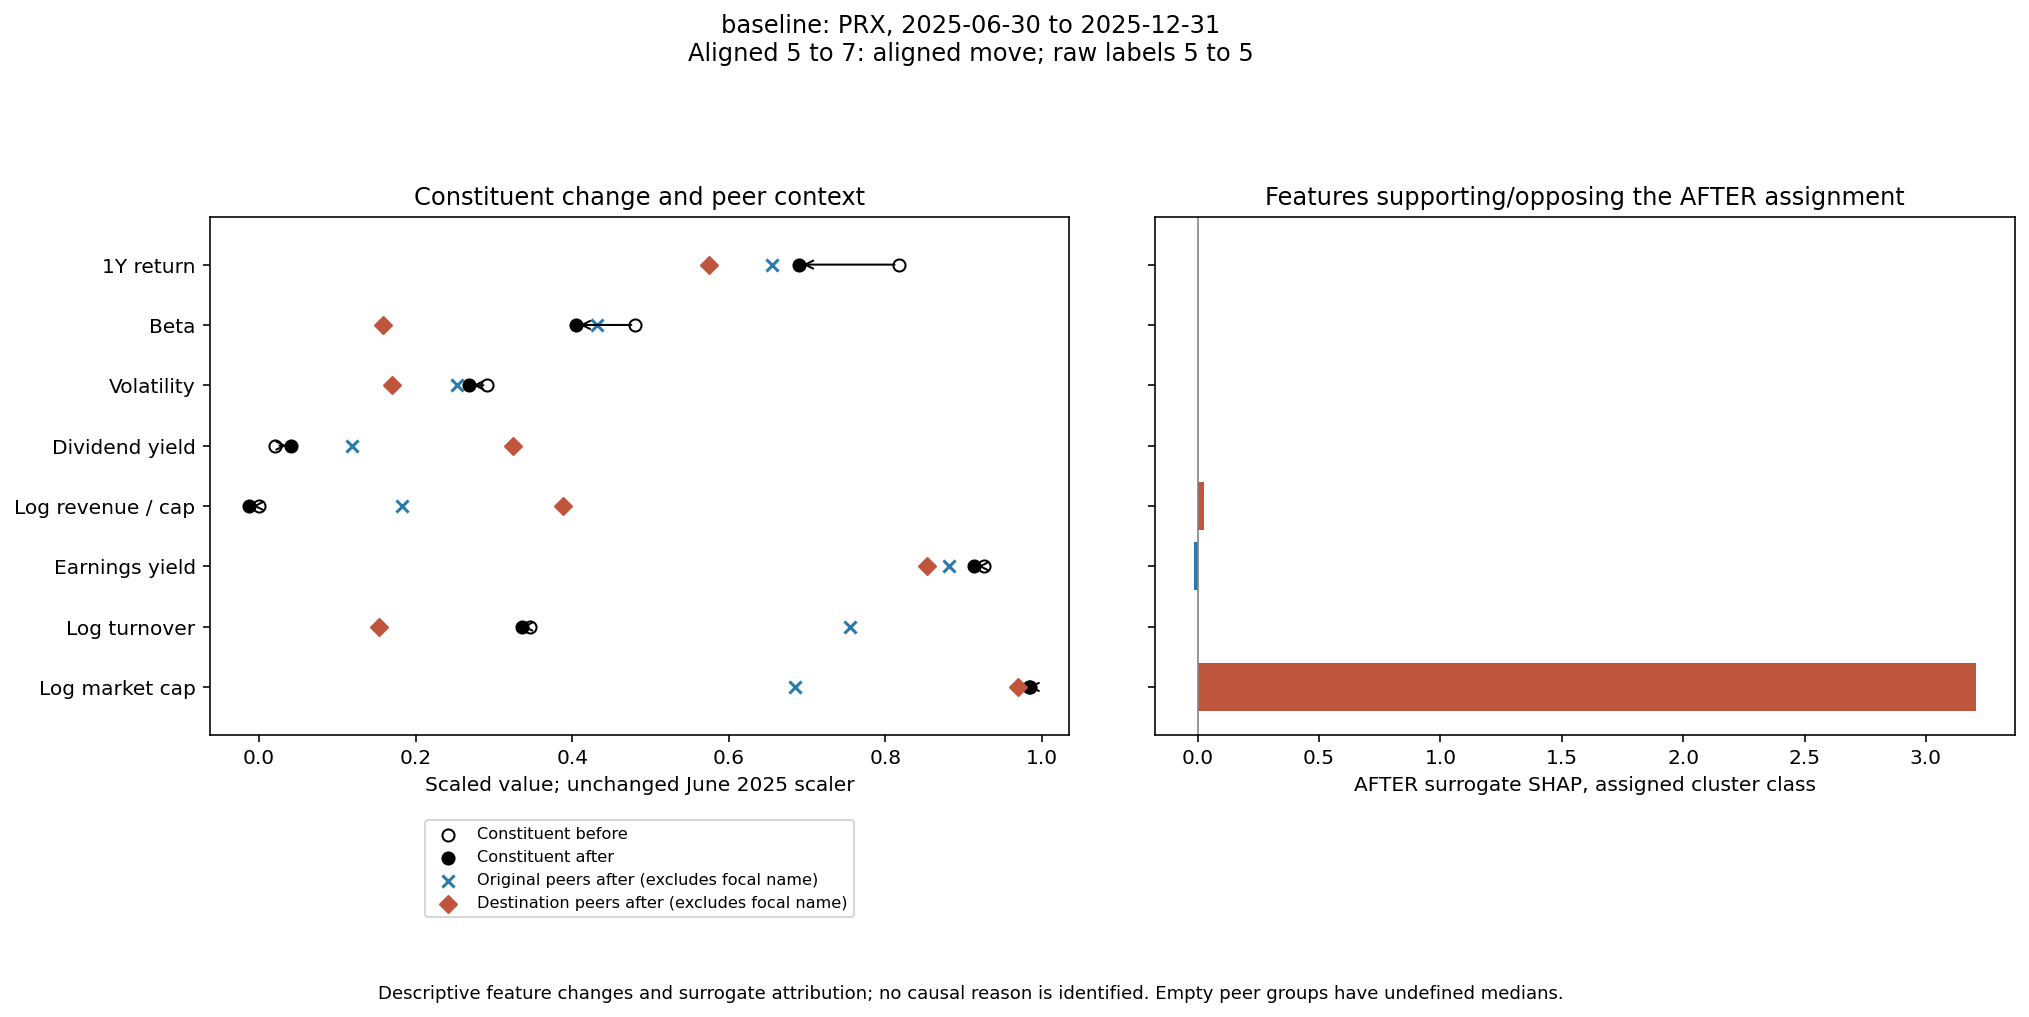 baseline: PRX, 2025-06-30 to 2025-12-31
Aligned 5 to 7: aligned move; raw labels 5 to 5
Constituent change and peer context
1Y return
Beta
Volatility
Dividend yield
Log revenue / cap
Earnings yield
Log turnover
Log market cap
0.0 0.2 0.4 0.6 0.8 1.0
Scaled value; unchanged June 2025 scaler
Constituent before
Constituent after
Original peers after (excludes focal name)
Destination peers after (excludes focal name)
Features supporting/opposing the AFTER assignment
0.0 0.5 1.0 1.5 2.0 2.5 3.0
AFTER surrogate SHAP, assigned cluster class
Descriptive feature changes and surrogate attribution; no causal reason is identified. Empty peer groups have undefined medians.